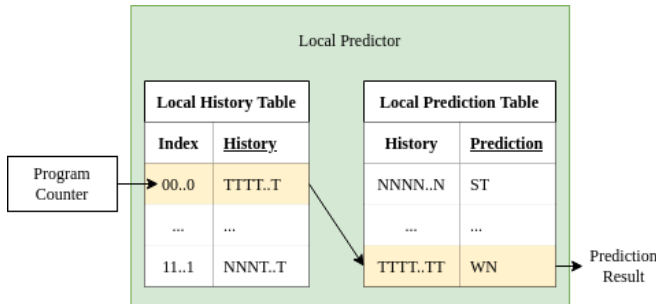 Local Predictor
Local History Table
Index History
00..0 TTTT..T
... ...
11..1 NNNT..T
Local Prediction Table
History Prediction
NNNN..N ST
... ...
TTTT..TT WN
Program
Counter
Prediction
Result